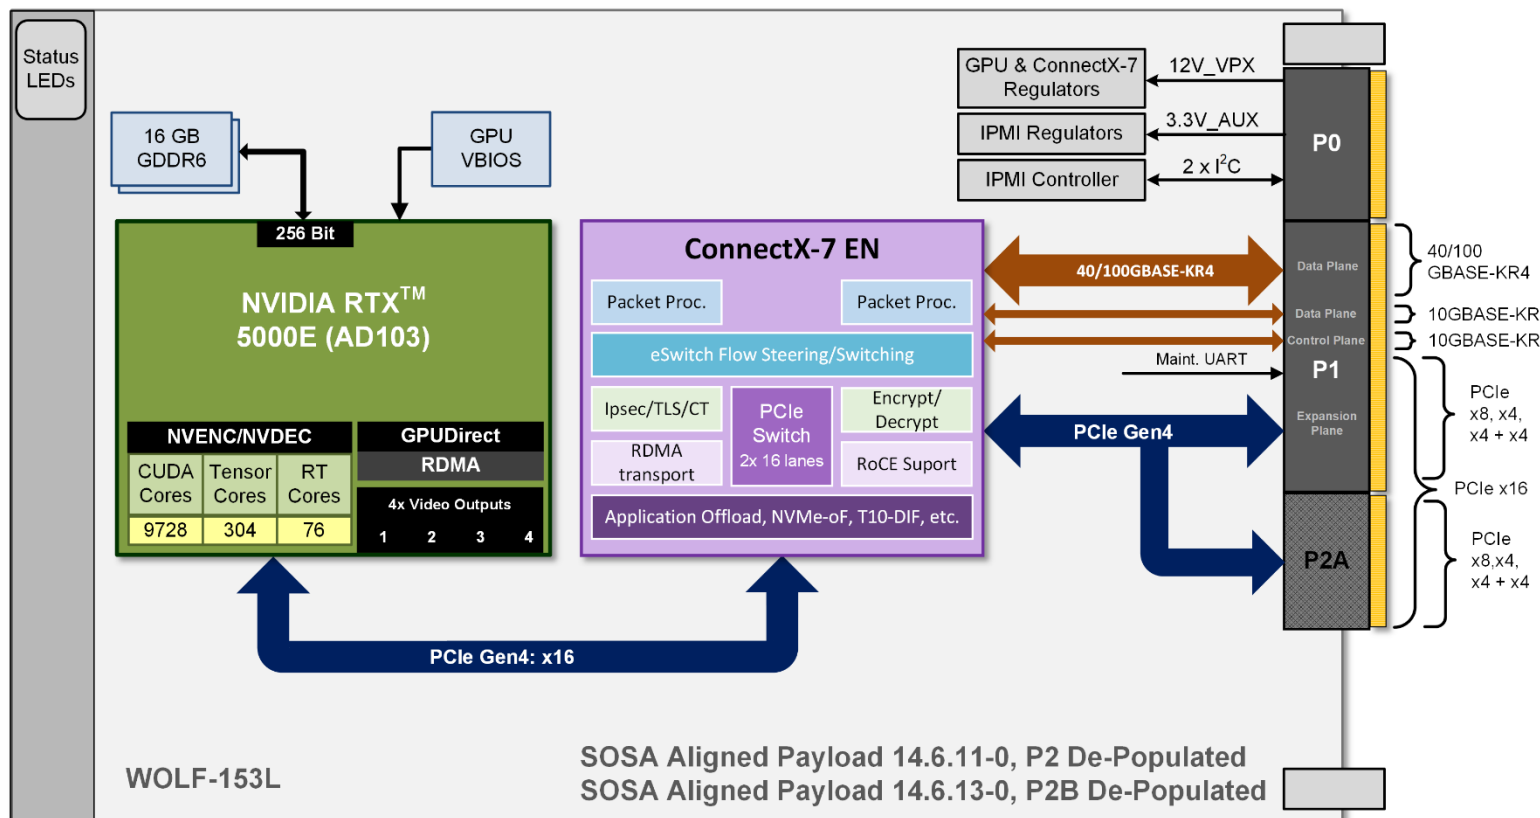 Status
LEDs
16 GB
GDDR6
GPU
VBIOS
GPU & ConnectX-7
Regulators
12V_VPX
IPMI Regulators
3.3V_AUX
IPMI Controller
2 x I²C
P0
256 Bit
NVIDIA RTX™
5000E (AD103)
NVENC/NVDEC
CUDA
Cores
Tensor
Cores
RT
Cores
9728
304
76
GPUDirect
RDMA
4x Video Outputs
1 2 3 4
ConnectX-7 EN
Packet Proc.
Packet Proc.
eSwitch Flow Steering/Switching
Ipsec/TLS/CT
PCIe
Switch
2x 16 lanes
Encrypt/
Decrypt
RDMA
transport
RoCE Suport
Application Offload, NVMe-oF, T10-DIF, etc.
40/100GBASE-KR4
Data Plane
40/100
GBASE-KR4
Data Plane
10GBASE-KR
Control Plane
10GBASE-KR
Maint. UART
P1
PCIe Gen4
Expansion
Plane
PCIe
x8, x4,
x4 + x4
PCIe x16
P2A
PCIe
x8,x4,
x4 + x4
PCIe Gen4: x16
WOLF-153L
SOSA Aligned Payload 14.6.11-0, P2 De-Populated
SOSA Aligned Payload 14.6.13-0, P2B De-Populated